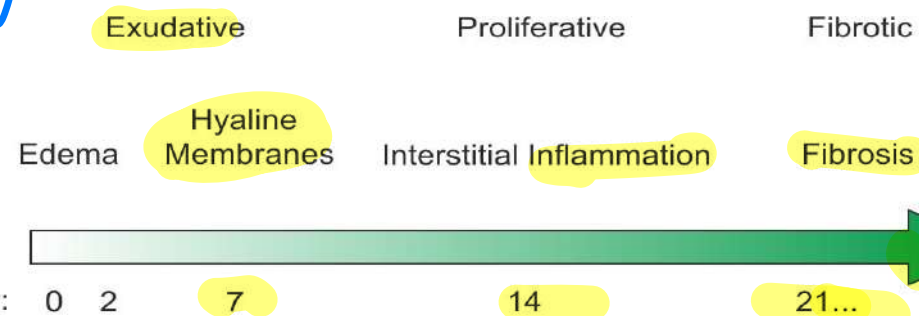 Exudative Proliferative Fibrotic
Hyaline
Edema Membranes Interstitial Inflammation Fibrosis
: 0 2 7 14 21...